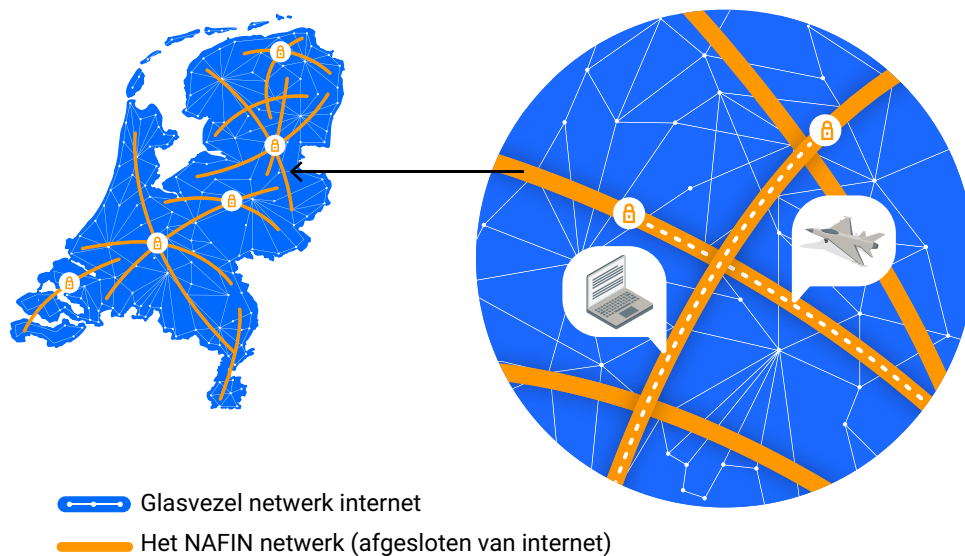 Glasvezel netwerk internet
Het NAFIN netwerk (afgesloten van internet)